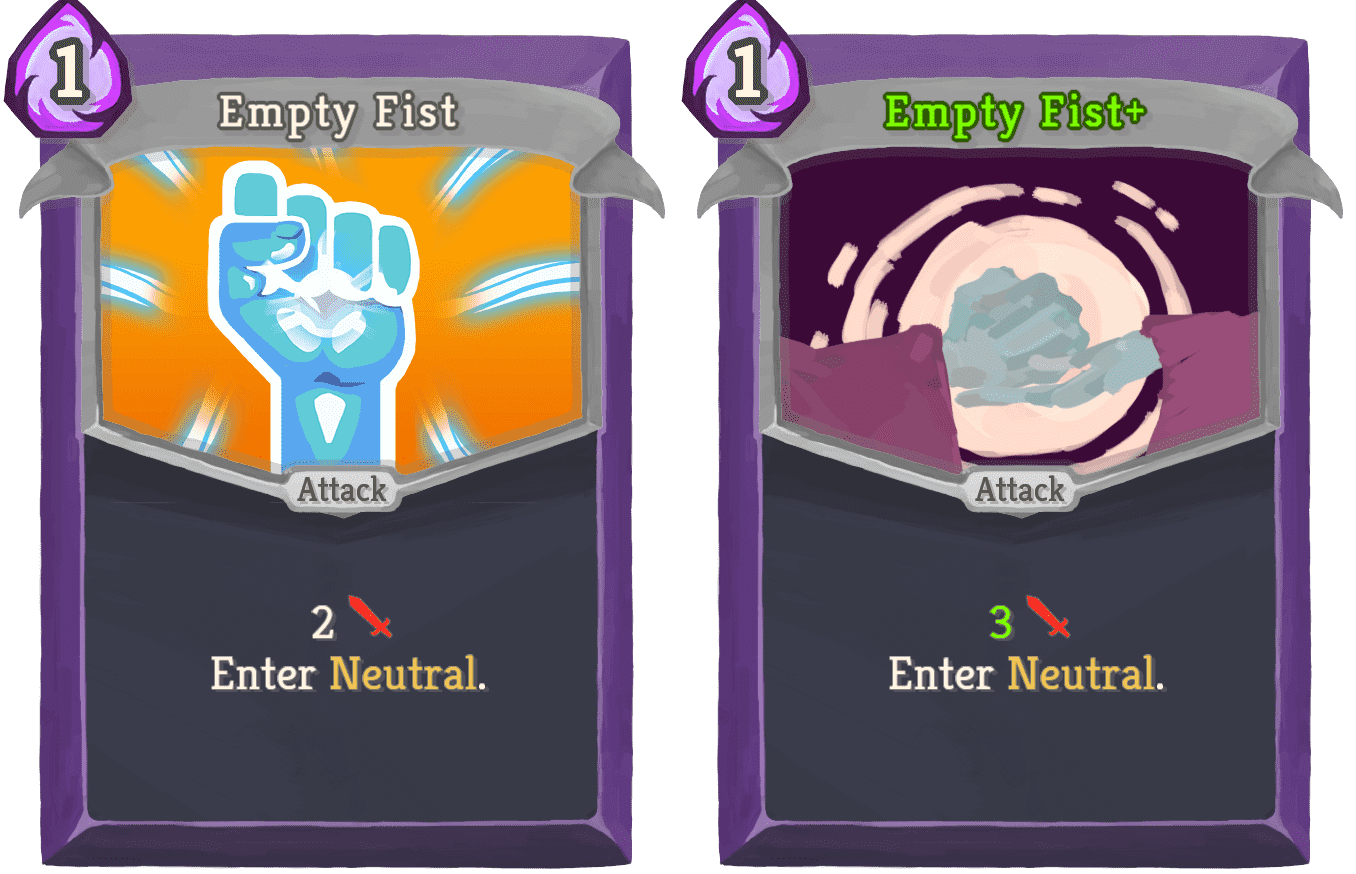 1
Empty Fist
Attack
2
Enter Neutral.
1
Empty Fist+
Attack
3
Enter Neutral.